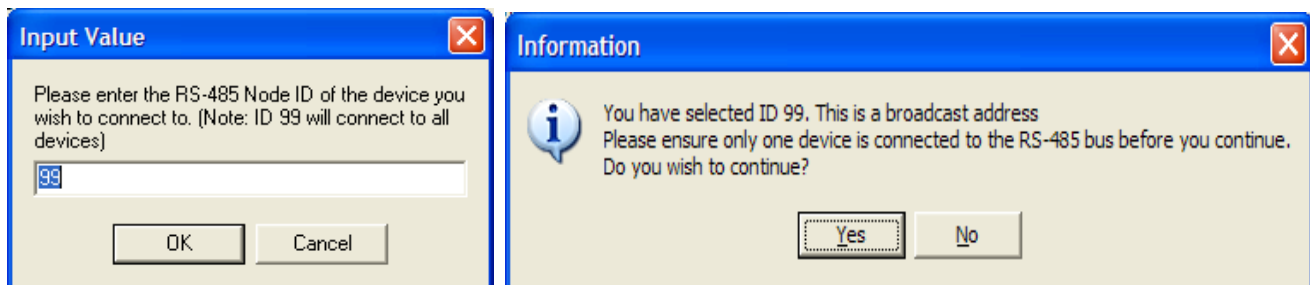 Input Value
Please enter the RS-485 Node ID of the device you
wish to connect to. (Note: ID 99 will connect to all
devices)
99
OK
Cancel
Information
You have selected ID 99. This is a broadcast address
Please ensure only one device is connected to the RS-485 bus before you continue.
Do you wish to continue?
Yes
No